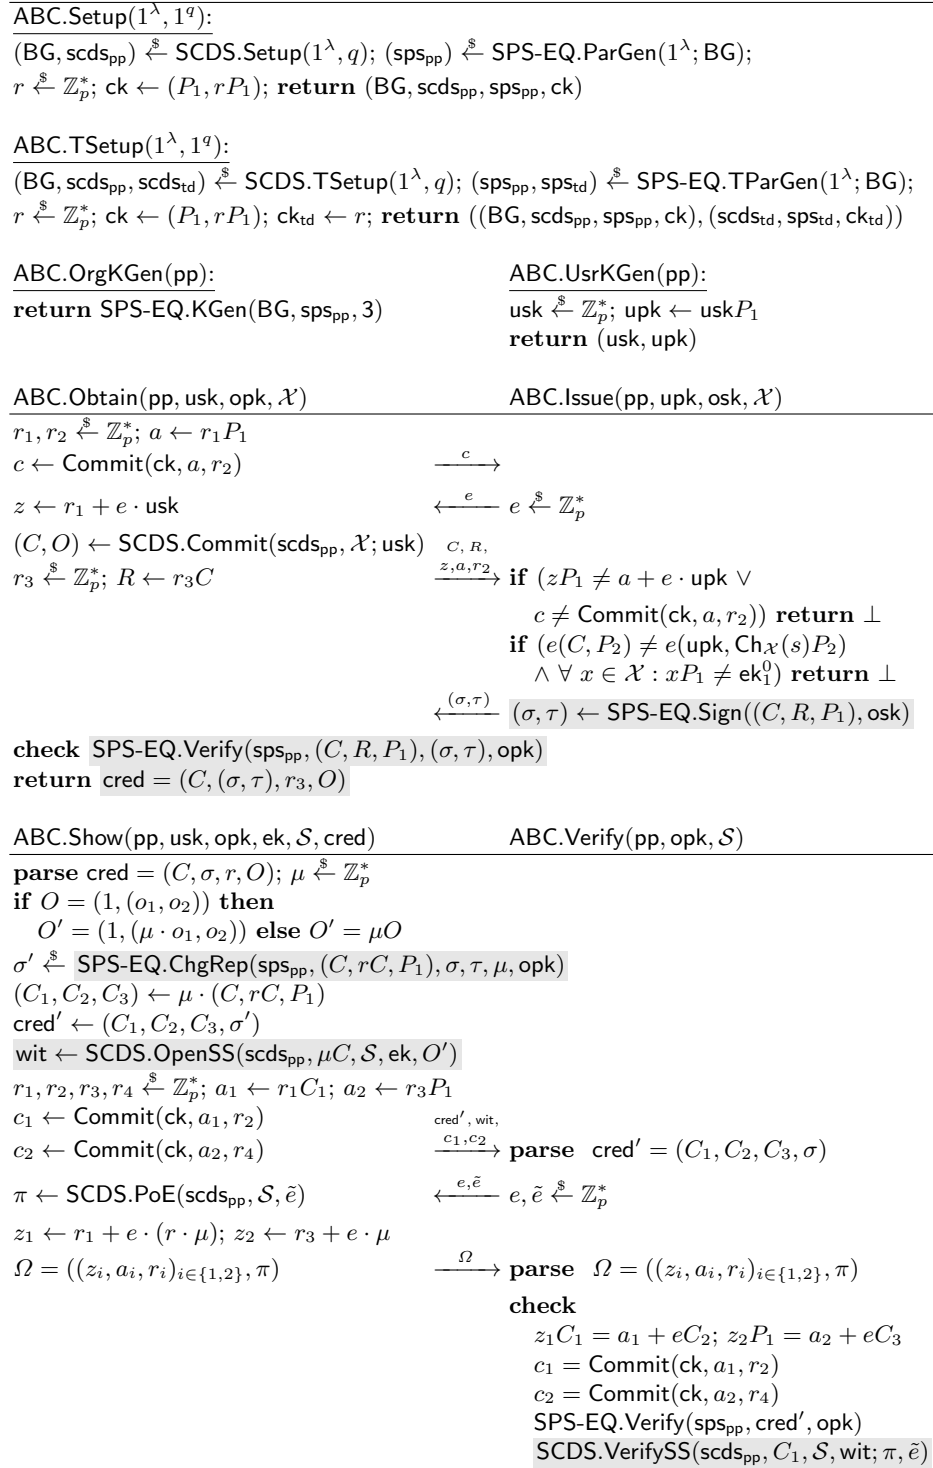 ABC.Setup(1^λ, 1^q):
(BG, scds_pp) ←$ SCDS.Setup(1^λ, q); (sps_pp) ←$ SPS-EQ.ParGen(1^λ; BG);
r ←$ ℤ*_p; ck ← (P_1, rP_1); return (BG, scds_pp, sps_pp, ck)
ABC.TSetup(1^λ, 1^q):
(BG, scds_pp, scds_td) ←$ SCDS.TSetup(1^λ, q); (sps_pp, sps_td) ←$ SPS-EQ.TParGen(1^λ; BG);
r ←$ ℤ*_p; ck ← (P_1, rP_1); ck_td ← r; return ((BG, scds_pp, sps_pp, ck), (scds_td, sps_td, ck_td))
ABC.OrgKGen(pp): ABC.UsrKGen(pp):
return SPS-EQ.KGen(BG, sps_pp, 3) usk ←$ ℤ*_p; upk ← uskP_1
return (usk, upk)
ABC.Obtain(pp, usk, opk, 𝒳) ABC.Issue(pp, upk, osk, 𝒳)
r_1, r_2 ←$ ℤ*_p; a ← r_1P_1
c ← Commit(ck, a, r_2) —c→
z ← r_1 + e · usk ←e— e ←$ ℤ*_p
(C, O) ← SCDS.Commit(scds_pp, 𝒳; usk) C, R,
r_3 ←$ ℤ*_p; R ← r_3C —z,a,r_2→ if (zP_1 ≠ a + e · upk ∨
c ≠ Commit(ck, a, r_2)) return ⊥
if (e(C, P_2) ≠ e(upk, Ch_𝒳(s)P_2)
∧ ∀ x ∈ 𝒳 : xP_1 ≠ ek^0_1) return ⊥
←(σ,τ)— (σ, τ) ← SPS-EQ.Sign((C, R, P_1), osk)
check SPS-EQ.Verify(sps_pp, (C, R, P_1), (σ, τ), opk)
return cred = (C, (σ, τ), r_3, O)
ABC.Show(pp, usk, opk, ek, 𝒮, cred) ABC.Verify(pp, opk, 𝒮)
parse cred = (C, σ, r, O); μ ←$ ℤ*_p
if O = (1, (o_1, o_2)) then
O′ = (1, (μ · o_1, o_2)) else O′ = μO
σ′ ←$ SPS-EQ.ChgRep(sps_pp, (C, rC, P_1), σ, τ, μ, opk)
(C_1, C_2, C_3) ← μ · (C, rC, P_1)
cred′ ← (C_1, C_2, C_3, σ′)
wit ← SCDS.OpenSS(scds_pp, μC, 𝒮, ek, O′)
r_1, r_2, r_3, r_4 ←$ ℤ*_p; a_1 ← r_1C_1; a_2 ← r_3P_1
c_1 ← Commit(ck, a_1, r_2) cred′, wit,
c_2 ← Commit(ck, a_2, r_4) —c_1,c_2→ parse cred′ = (C_1, C_2, C_3, σ)
π ← SCDS.PoE(scds_pp, 𝒮, ẽ) ←e,ẽ— e, ẽ ←$ ℤ*_p
z_1 ← r_1 + e · (r · μ); z_2 ← r_3 + e · μ
Ω = ((z_i, a_i, r_i)_{i∈{1,2}}, π) —Ω→ parse Ω = ((z_i, a_i, r_i)_{i∈{1,2}}, π)
check
z_1C_1 = a_1 + eC_2; z_2P_1 = a_2 + eC_3
c_1 = Commit(ck, a_1, r_2)
c_2 = Commit(ck, a_2, r_4)
SPS-EQ.Verify(sps_pp, cred′, opk)
SCDS.VerifySS(scds_pp, C_1, 𝒮, wit; π, ẽ)